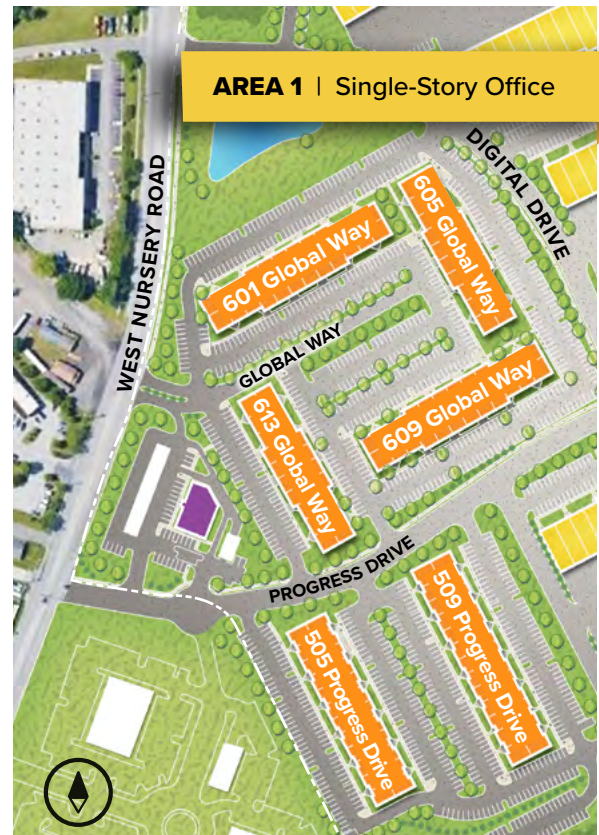 AREA 1 | Single-Story Office
DIGITAL DRIVE
605 Global Way
601 Global Way
WEST NURSERY ROAD
GLOBAL WAY
609 Global Way
613 Global Way
PROGRESS DRIVE
509 Progress Drive
505 Progress Drive